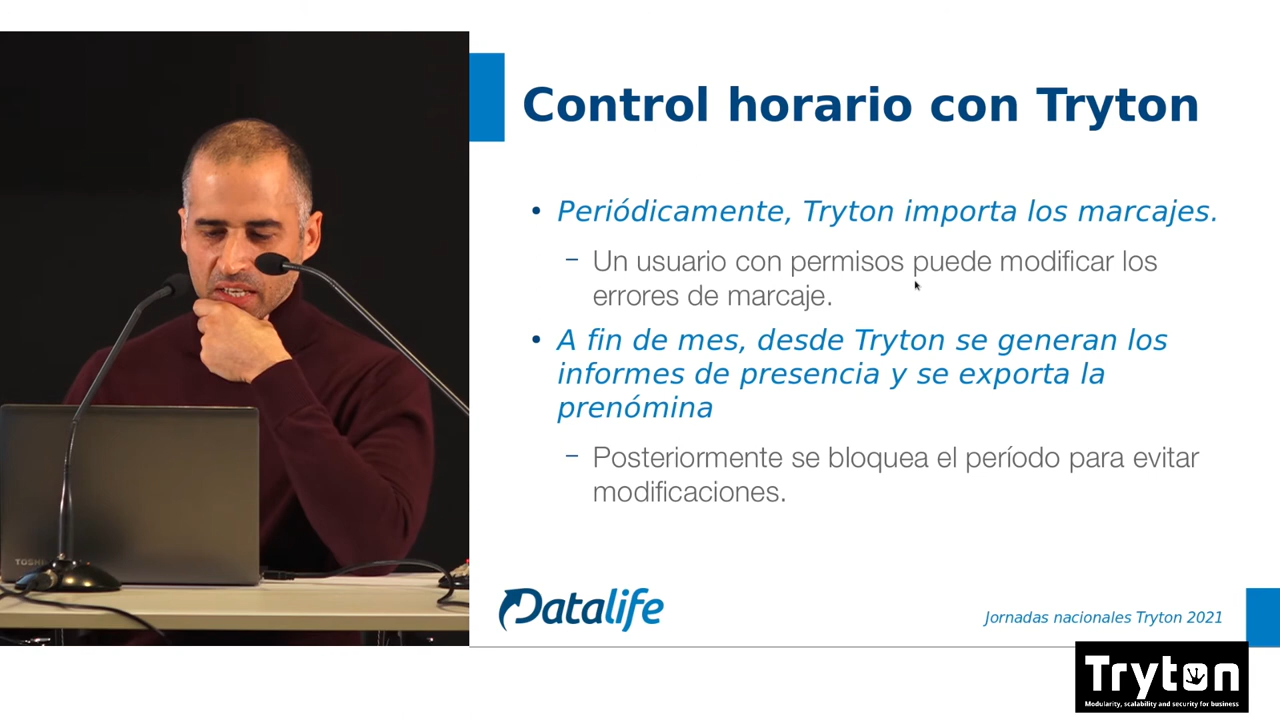 Control horario con Tryton
• Periódicamente, Tryton importa los marcajes.
– Un usuario con permisos puede modificar los
errores de marcaje.
• A fin de mes, desde Tryton se generan los
informes de presencia y se exporta la
prenómina
– Posteriormente se bloquea el período para evitar
modificaciones.
Datalife
Jornadas nacionales Tryton 2021
Tryton
Modularity, scalability and security for business